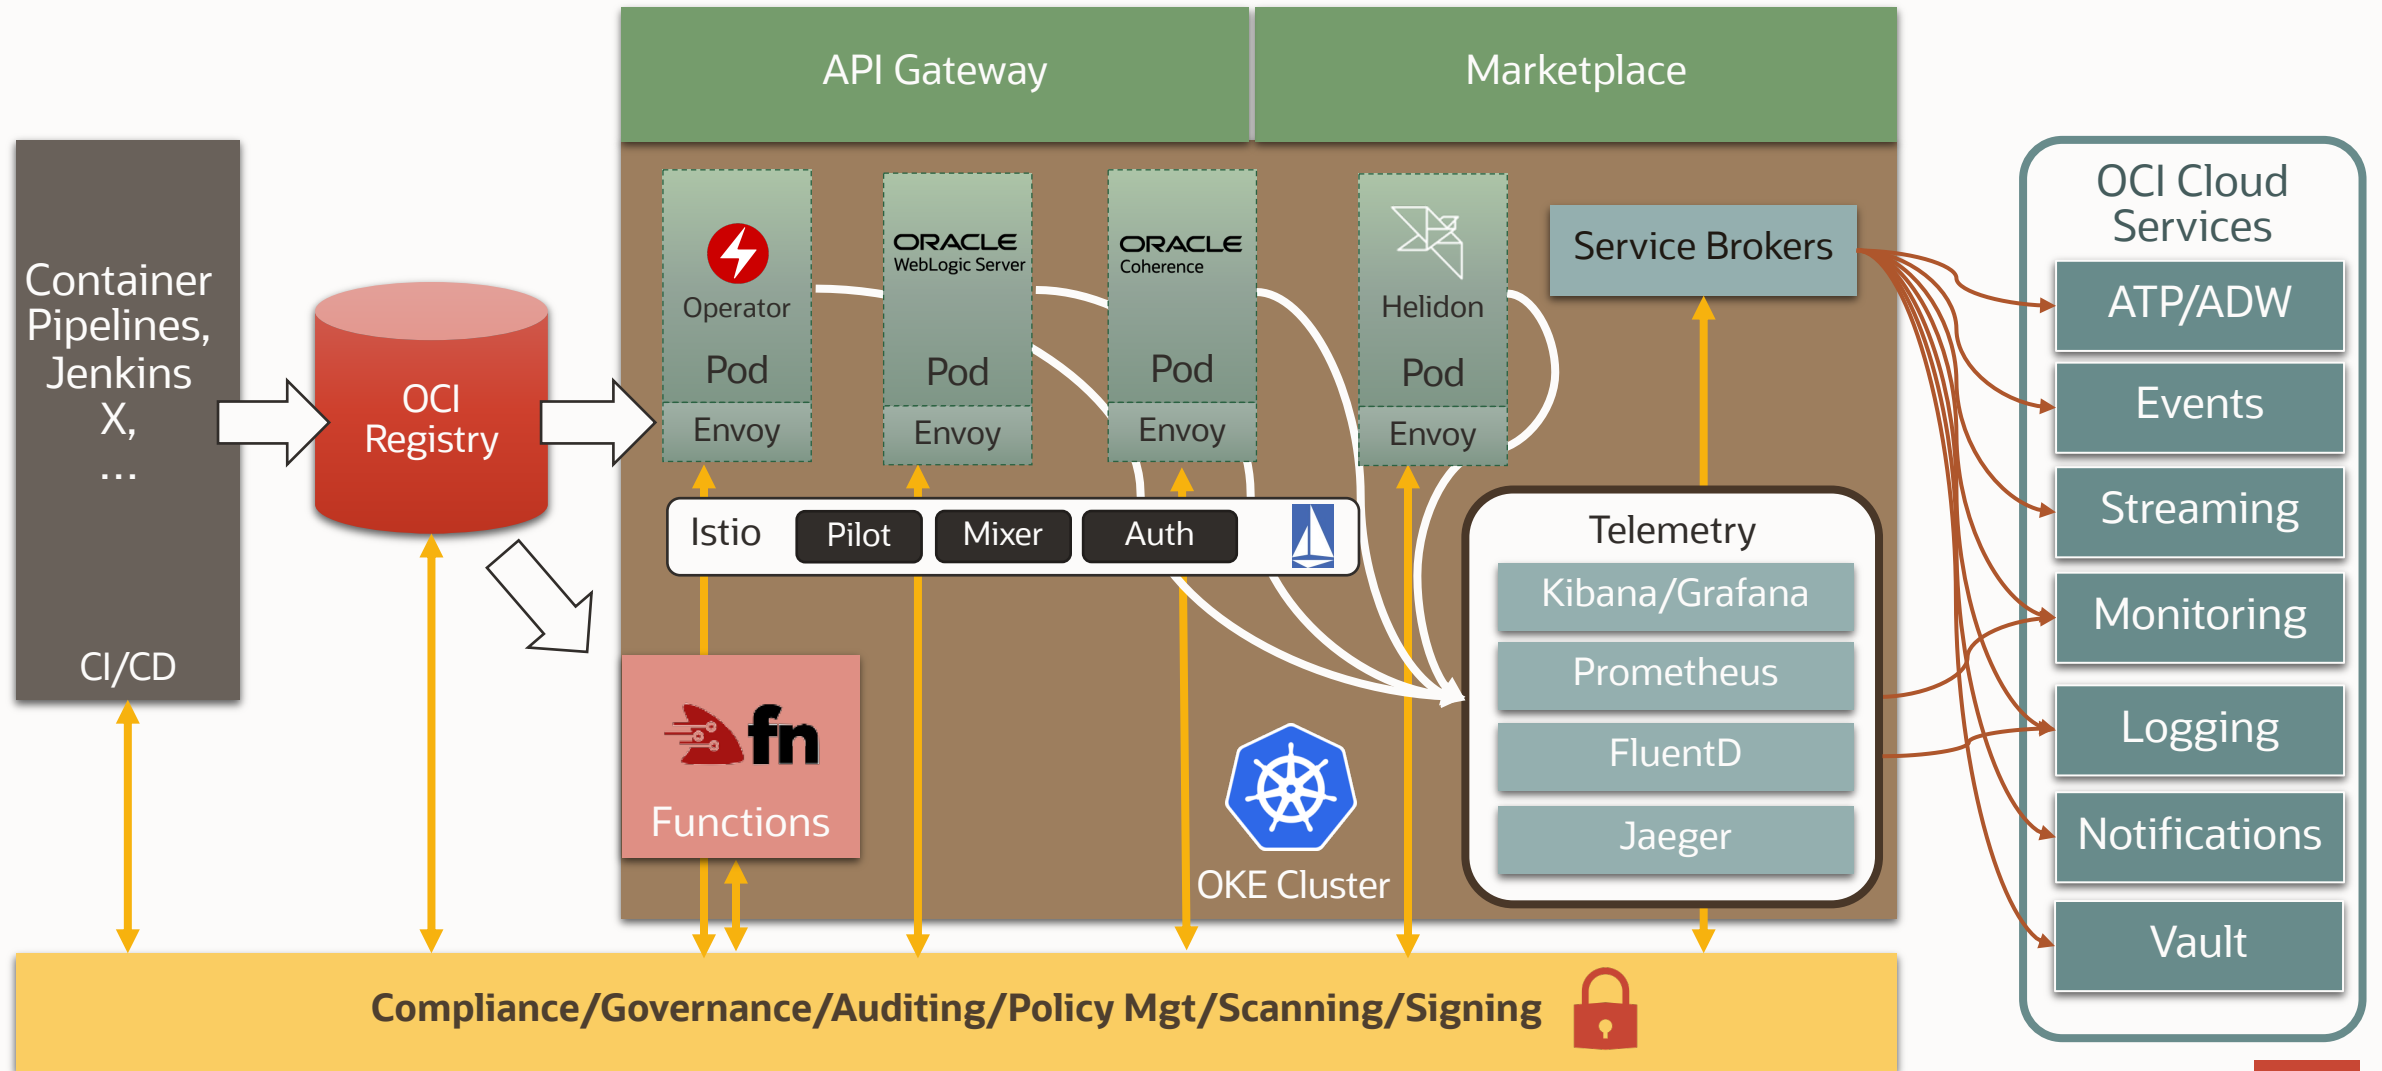 API Gateway
Marketplace
Container
Pipelines,
Jenkins
X,
...
CI/CD
OCI
Registry
Operator
Pod
Envoy
ORACLE
WebLogic Server
Pod
Envoy
ORACLE
Coherence
Pod
Envoy
Helidon
Pod
Envoy
Service Brokers
Istio
Pilot
Mixer
Auth
Telemetry
Kibana/Grafana
Prometheus
FluentD
Jaeger
fn
Functions
OKE Cluster
OCI Cloud
Services
ATP/ADW
Events
Streaming
Monitoring
Logging
Notifications
Vault
Compliance/Governance/Auditing/Policy Mgt/Scanning/Signing